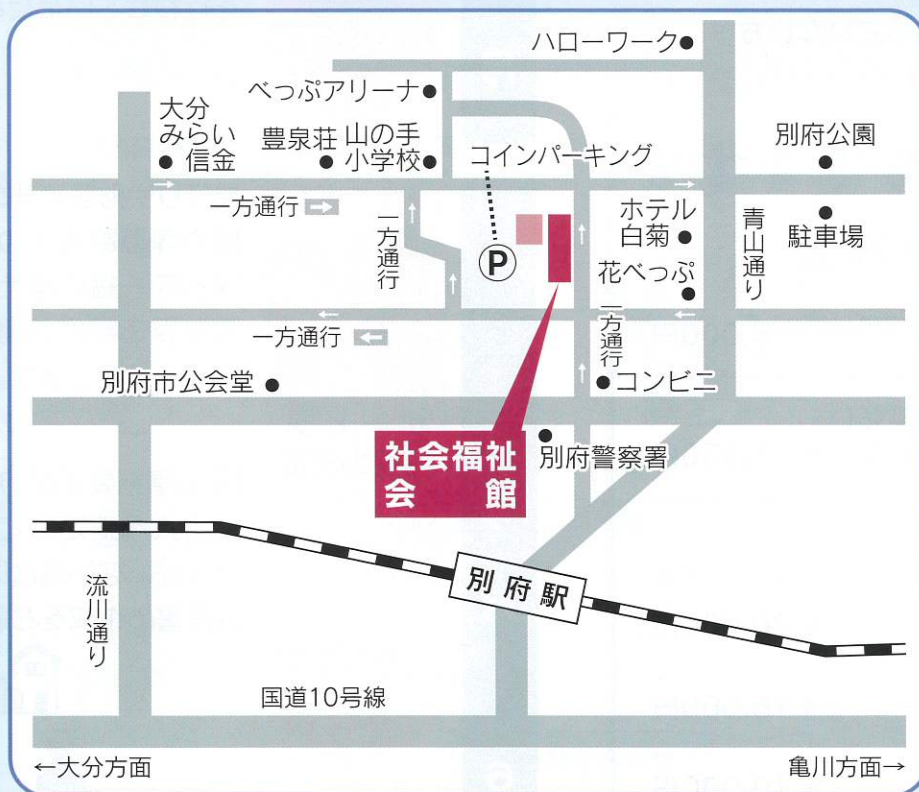 ハローワーク
べっぷアリーナ
大分
みらい
信金
豊泉荘
山の手
小学校
コインパーキング
別府公園
一方通行
一方通行
P
ホテル
白菊
花べっぷ
青山通り
駐車場
一方通行
一方通行
別府市公会堂
コンビニ
社会福祉
会館
別府警察署
別府駅
流川通り
国道10号線
←大分方面
亀川方面→